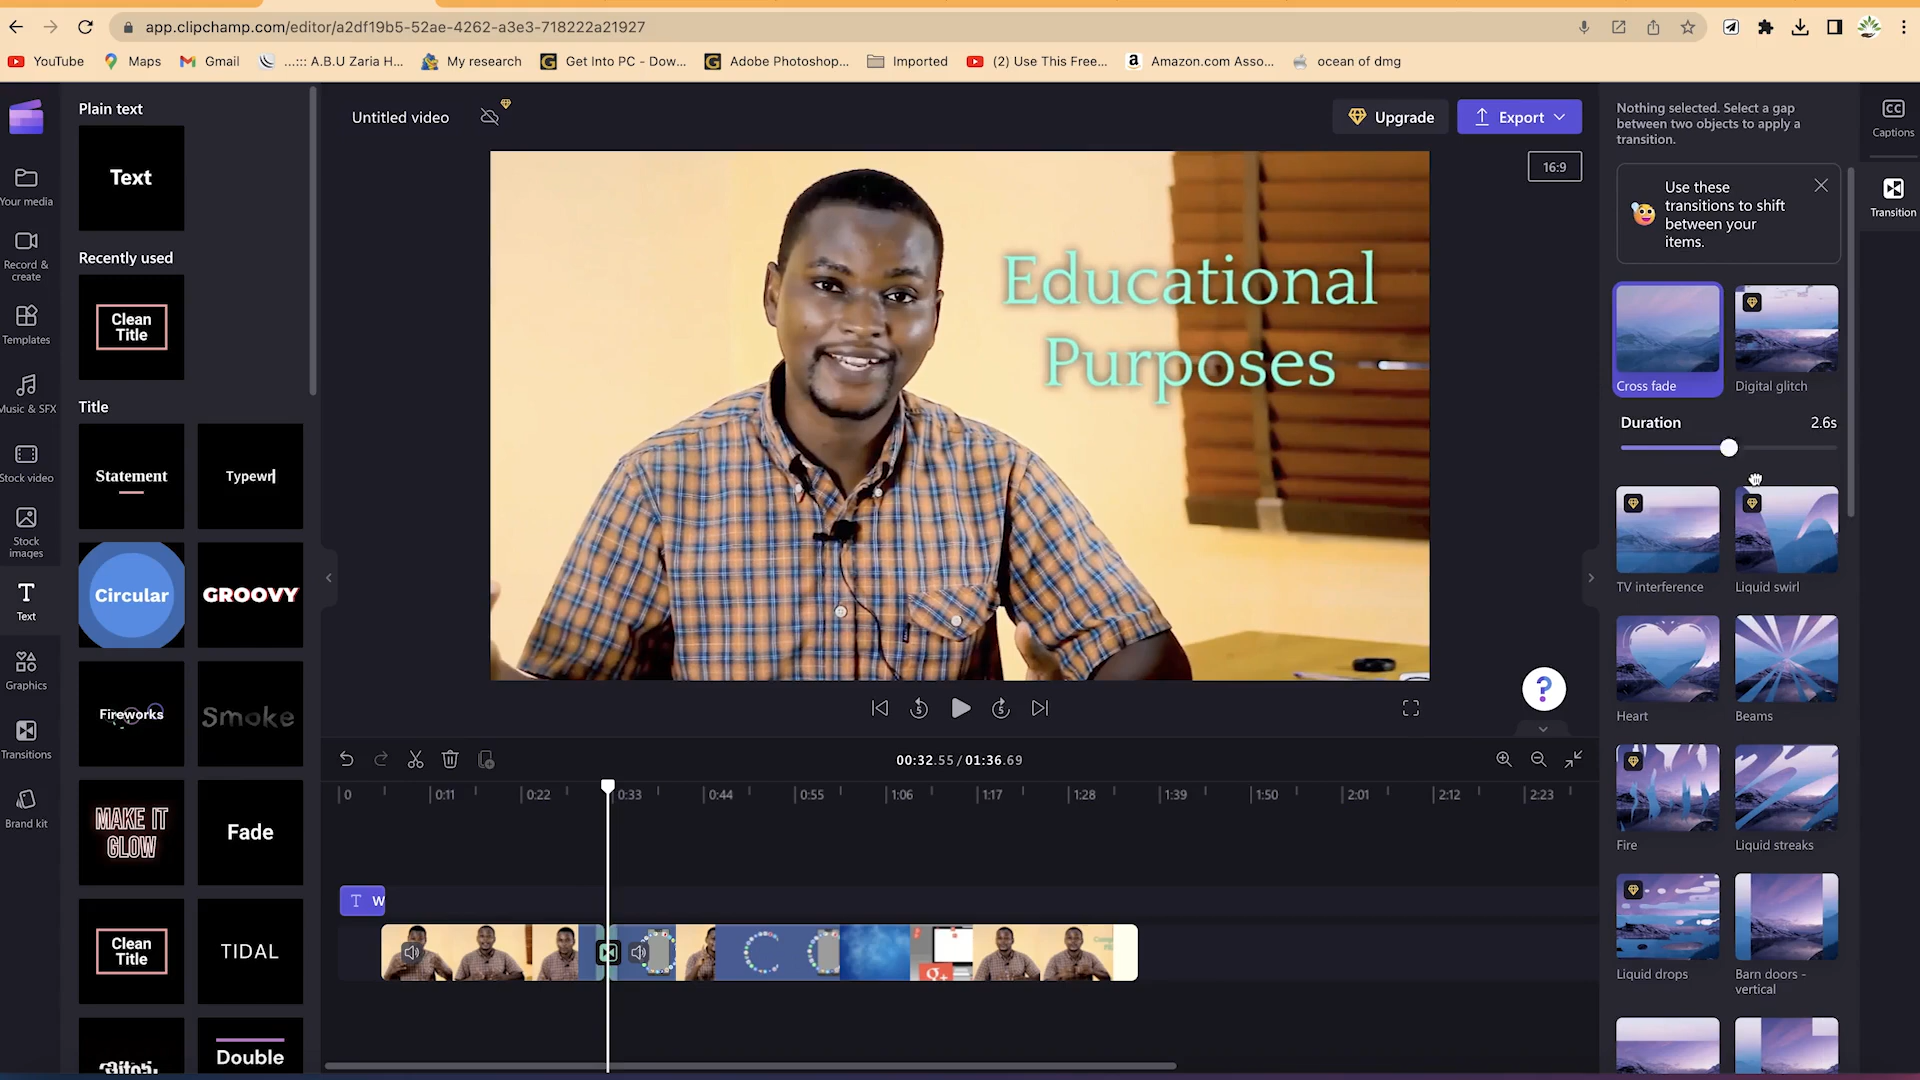 app.clipchamp.com/editor/a2df19b5-52ae-4262-a3e3-718222a21927
YouTube
Maps
Gmail
...::: A.B.U Zaria H...
My research
Get Into PC - Dow...
Adobe Photoshop...
Imported
(2) Use This Free...
Amazon.com Asso...
ocean of dmg
Your media
Record &
create
Templates
Music & SFX
Stock video
Stock
images
Text
Graphics
Transitions
Brand kit
Plain text
Text
Recently used
Clean
Title
Title
Statement
Typewr
Circular
GROOVY
Fireworks
Smoke
MAKE IT
GLOW
Fade
Clean
Title
TIDAL
Double
Untitled video
Upgrade
Export
16:9
Educational
Purposes
00:32.55 / 01:36.69
0
0:11
0:22
0:33
0:44
0:55
1:06
1:17
1:28
1:39
1:50
2:01
2:12
2:23
T W
Nothing selected. Select a gap
between two objects to apply a
transition.
Use these
transitions to shift
between your
items.
Cross fade
Digital glitch
Duration
2.6s
TV interference
Liquid swirl
Heart
Beams
Fire
Liquid streaks
Liquid drops
Barn doors -
vertical
CC
Captions
Transition